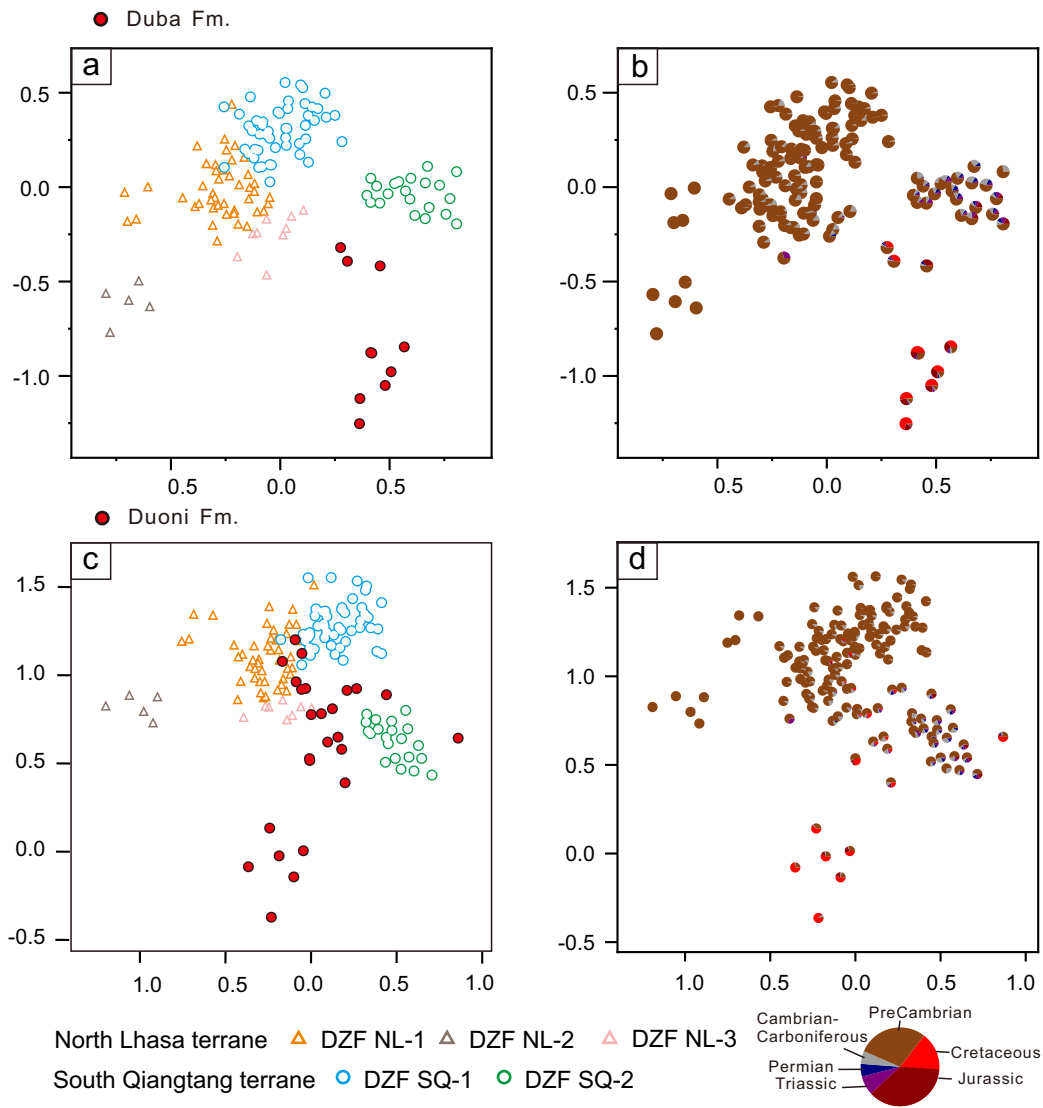 Duba Fm.
a
0.5
0.0
-0.5
-1.0
0.5
0.0
0.5
b
0.5
0.0
-0.5
-1.0
0.5
0.0
0.5
Duoni Fm.
c
1.5
1.0
0.5
0.0
-0.5
1.0
0.5
0.0
0.5
1.0
d
1.5
1.0
0.5
0.0
-0.5
1.0
0.5
0.0
0.5
1.0
North Lhasa terrane DZF NL-1 DZF NL-2 DZF NL-3
South Qiangtang terrane DZF SQ-1 DZF SQ-2
PreCambrian
Cambrian-
Carboniferous
Permian
Triassic
Cretaceous
Jurassic